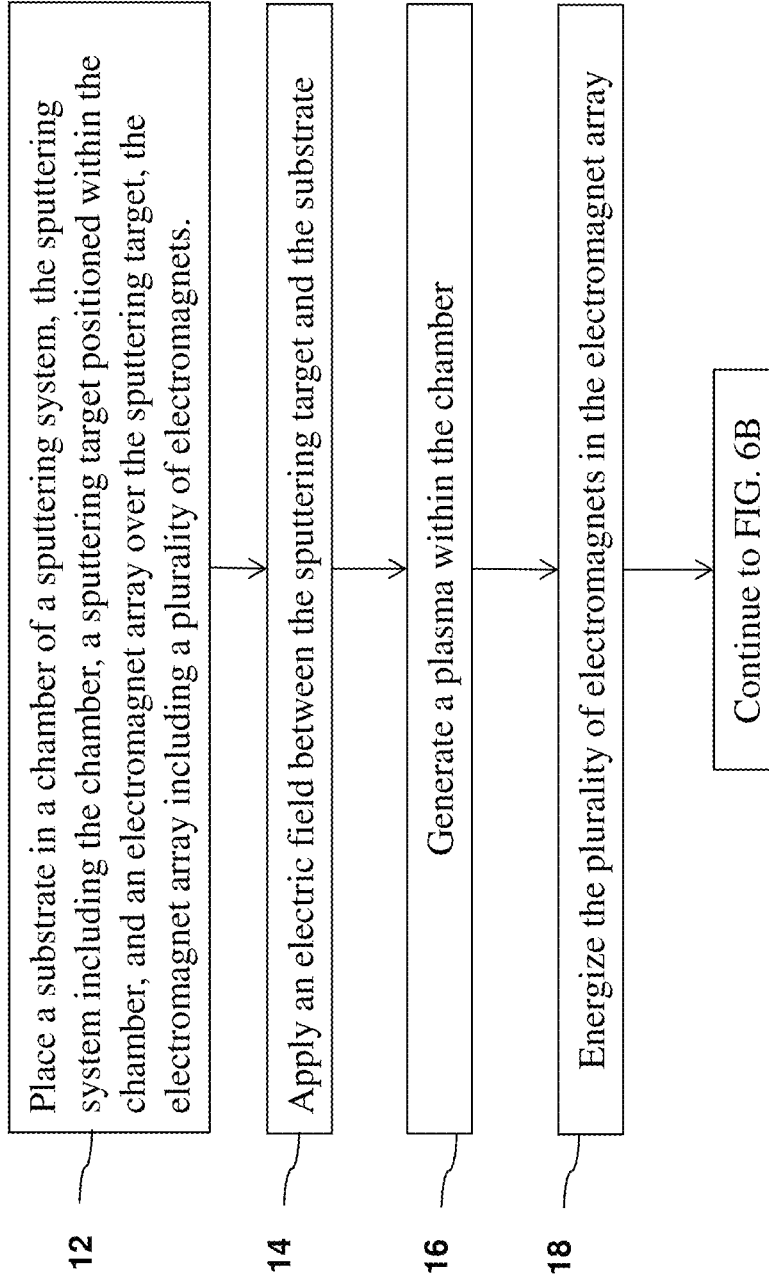 12
Place a substrate in a chamber of a sputtering system, the sputtering
system including the chamber, a sputtering target positioned within the
chamber, and an electromagnet array over the sputtering target, the
electromagnet array including a plurality of electromagnets.
14
Apply an electric field between the sputtering target and the substrate
16
Generate a plasma within the chamber
18
Energize the plurality of electromagnets in the electromagnet array
Continue to FIG. 6B